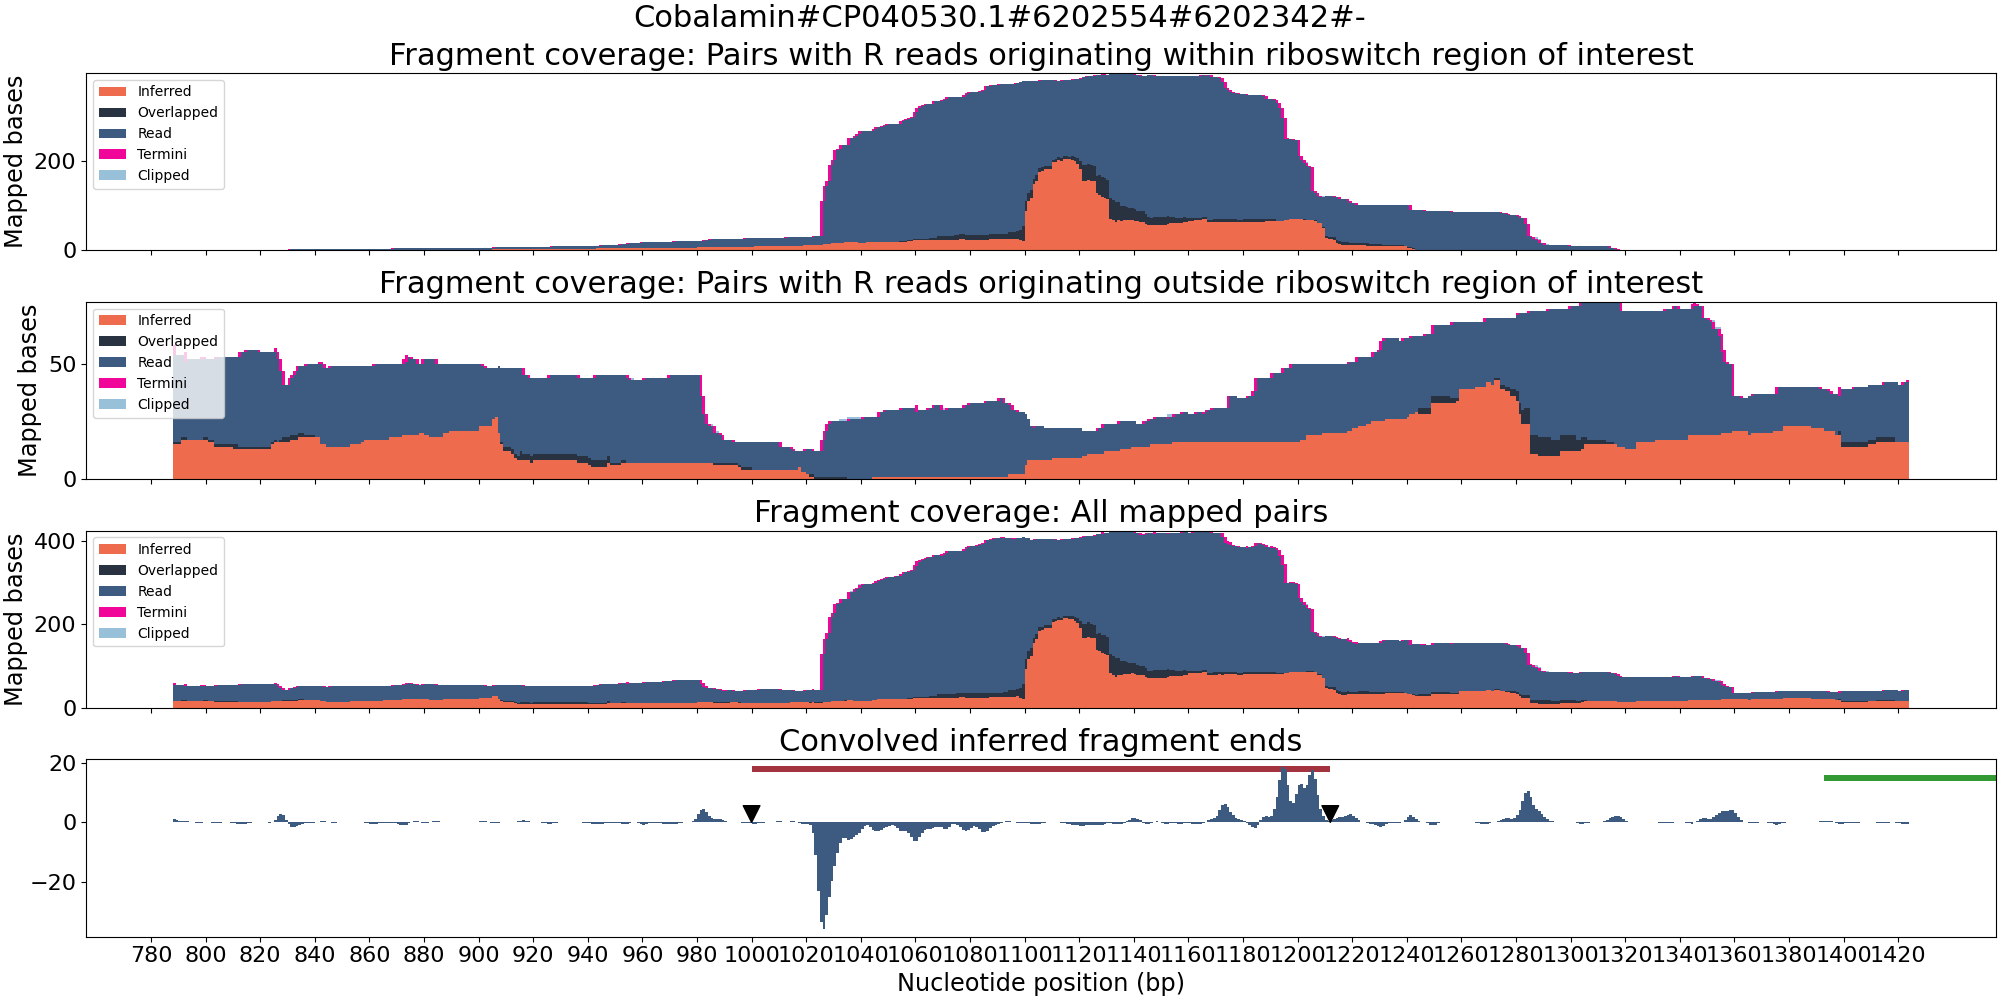 Cobalamin#CP040530.1#6202554#6202342#-
Fragment coverage: Pairs with R reads originating within riboswitch region of interest
Mapped bases
200
0
Inferred
Overlapped
Read
Termini
Clipped
Fragment coverage: Pairs with R reads originating outside riboswitch region of interest
Mapped bases
50
0
Inferred
Overlapped
Read
Termini
Clipped
Fragment coverage: All mapped pairs
Mapped bases
400
200
0
Inferred
Overlapped
Read
Termini
Clipped
Convolved inferred fragment ends
20
0
−20
780 800 820 840 860 880 900 920 940 960 980 1000 1020 1040 1060 1080 1100 1120 1140 1160 1180 1200 1220 1240 1260 1280 1300 1320 1340 1360 1380 1400 1420
Nucleotide position (bp)